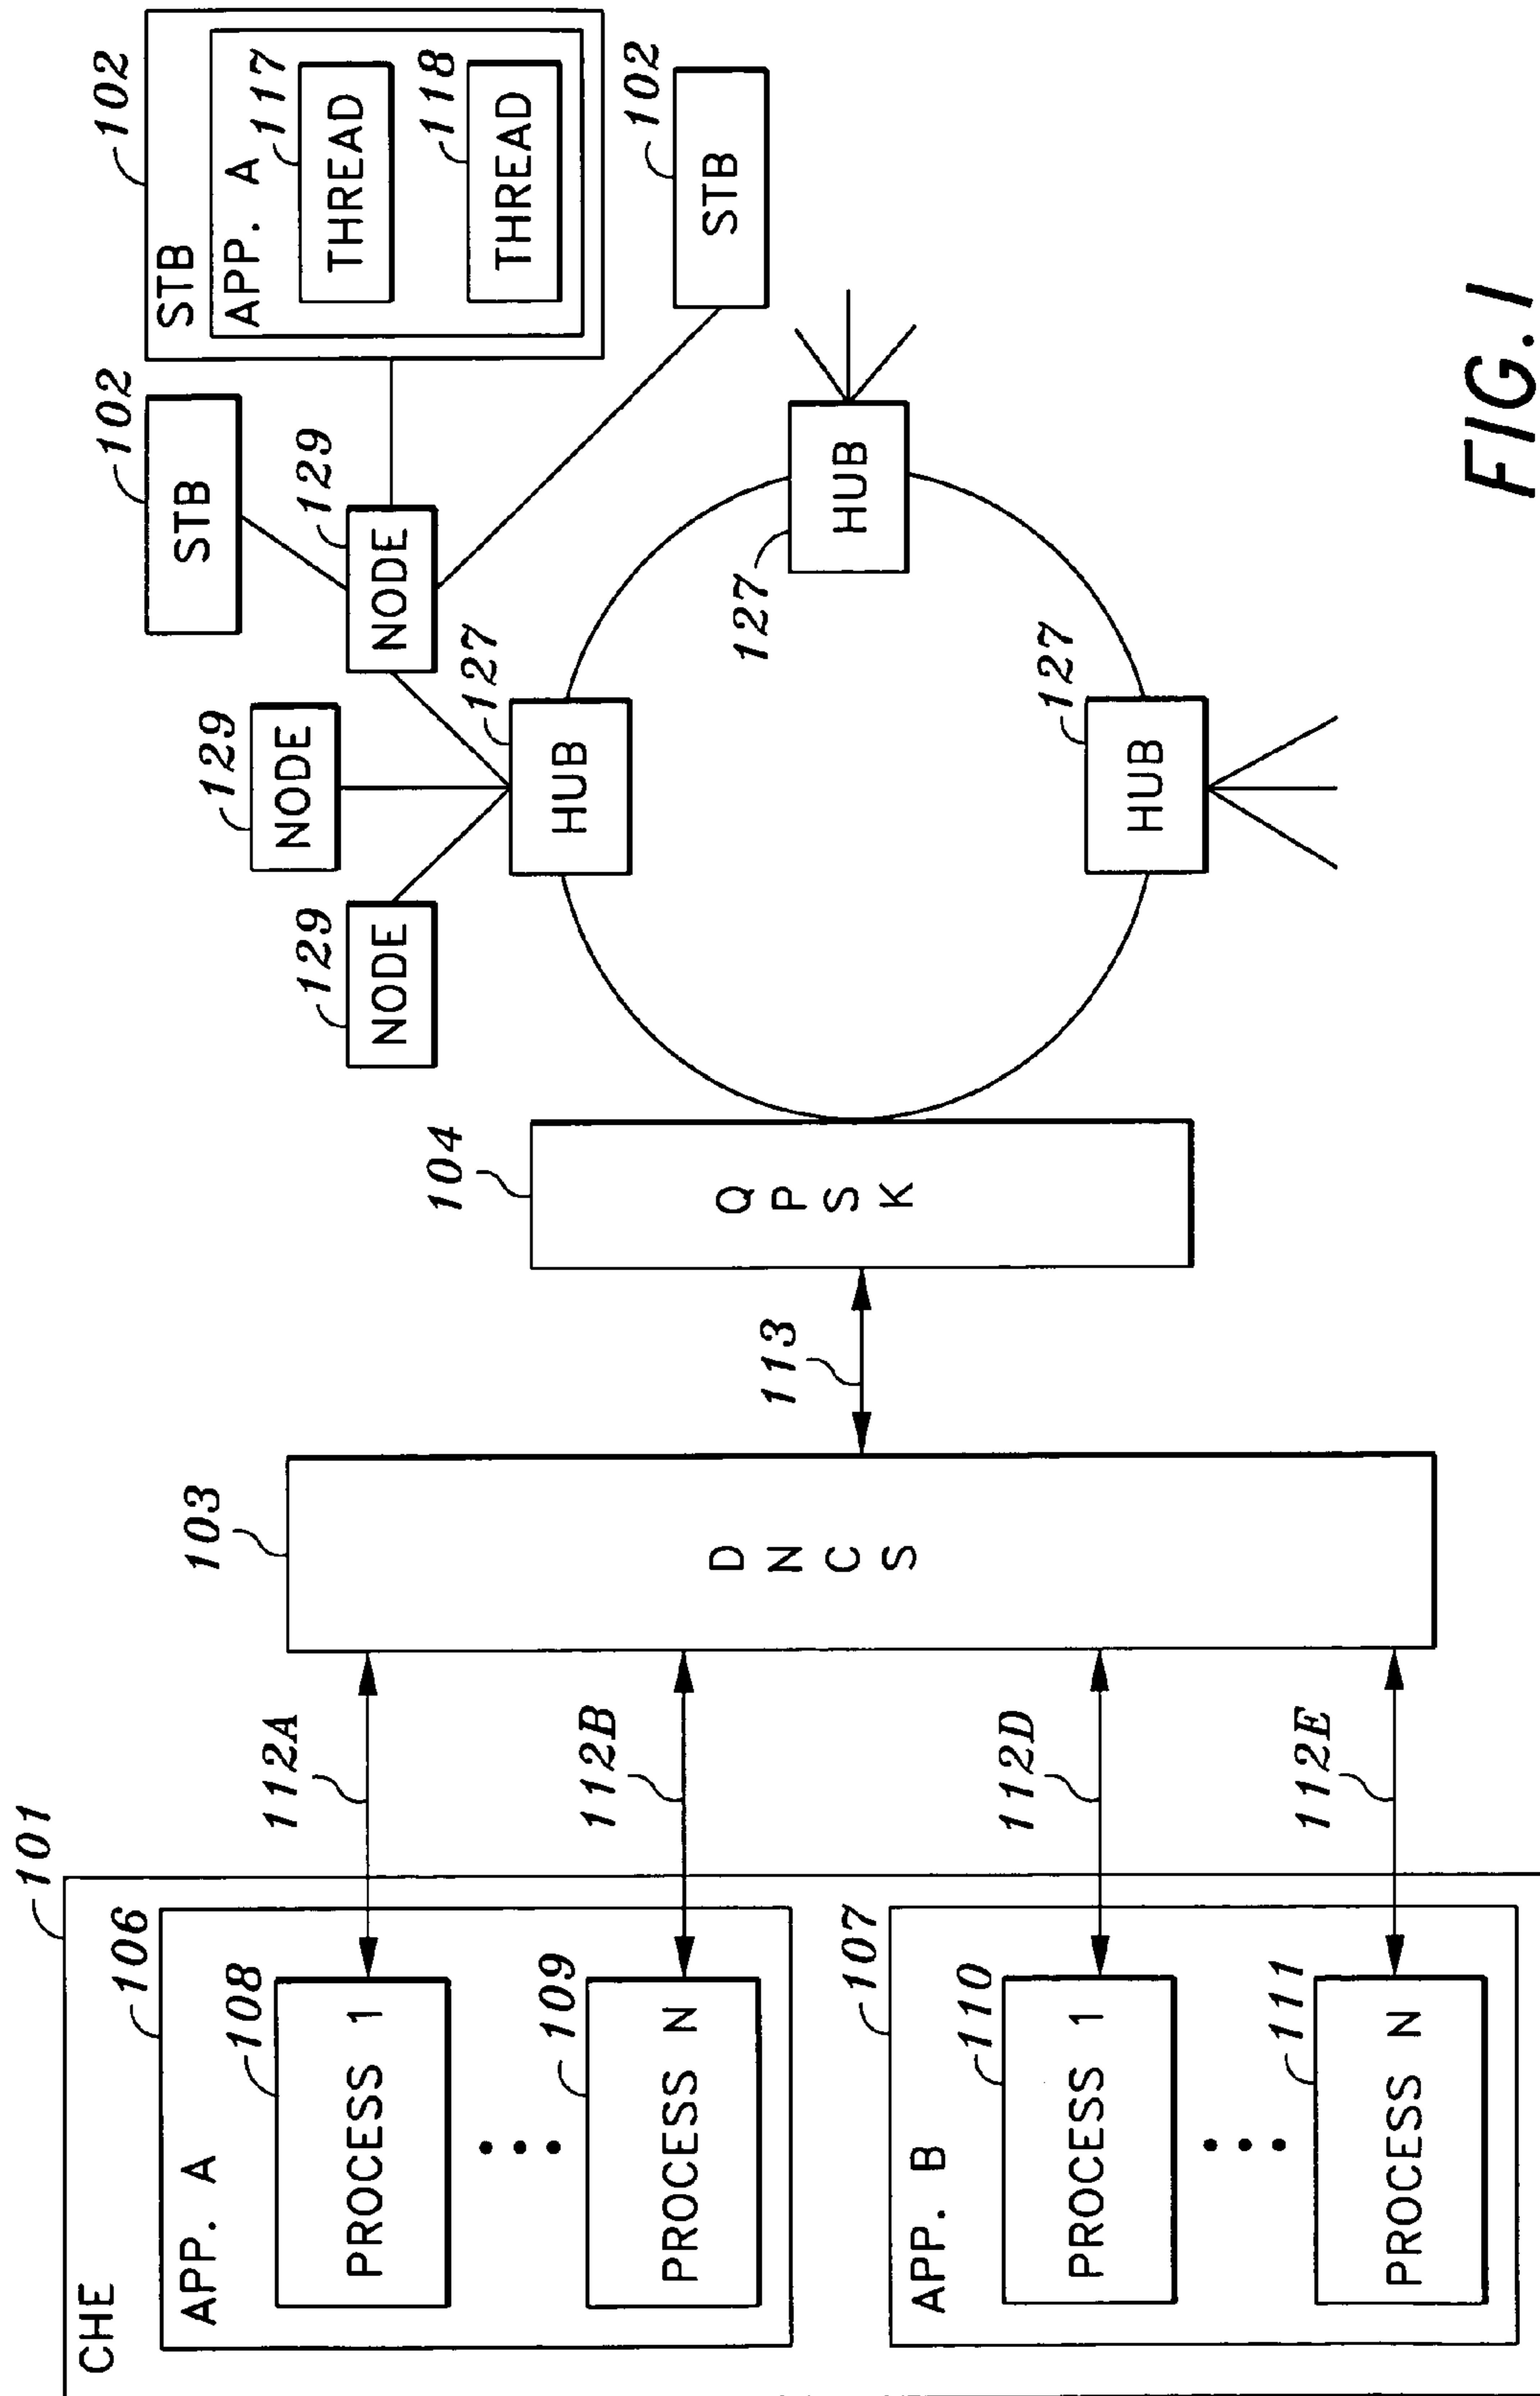 101
CHE
106
APP. A
108
PROCESS 1
109
PROCESS N
107
APP. B
110
PROCESS 1
111
PROCESS N
112A
112B
112D
112E
103
D
N
C
S
113
104
Q
P
S
K
129
NODE
129
NODE
129
NODE
127
HUB
127
HUB
127
HUB
102
STB
102
STB
APP. A
117
THREAD
118
THREAD
102
STB
FIG. 1